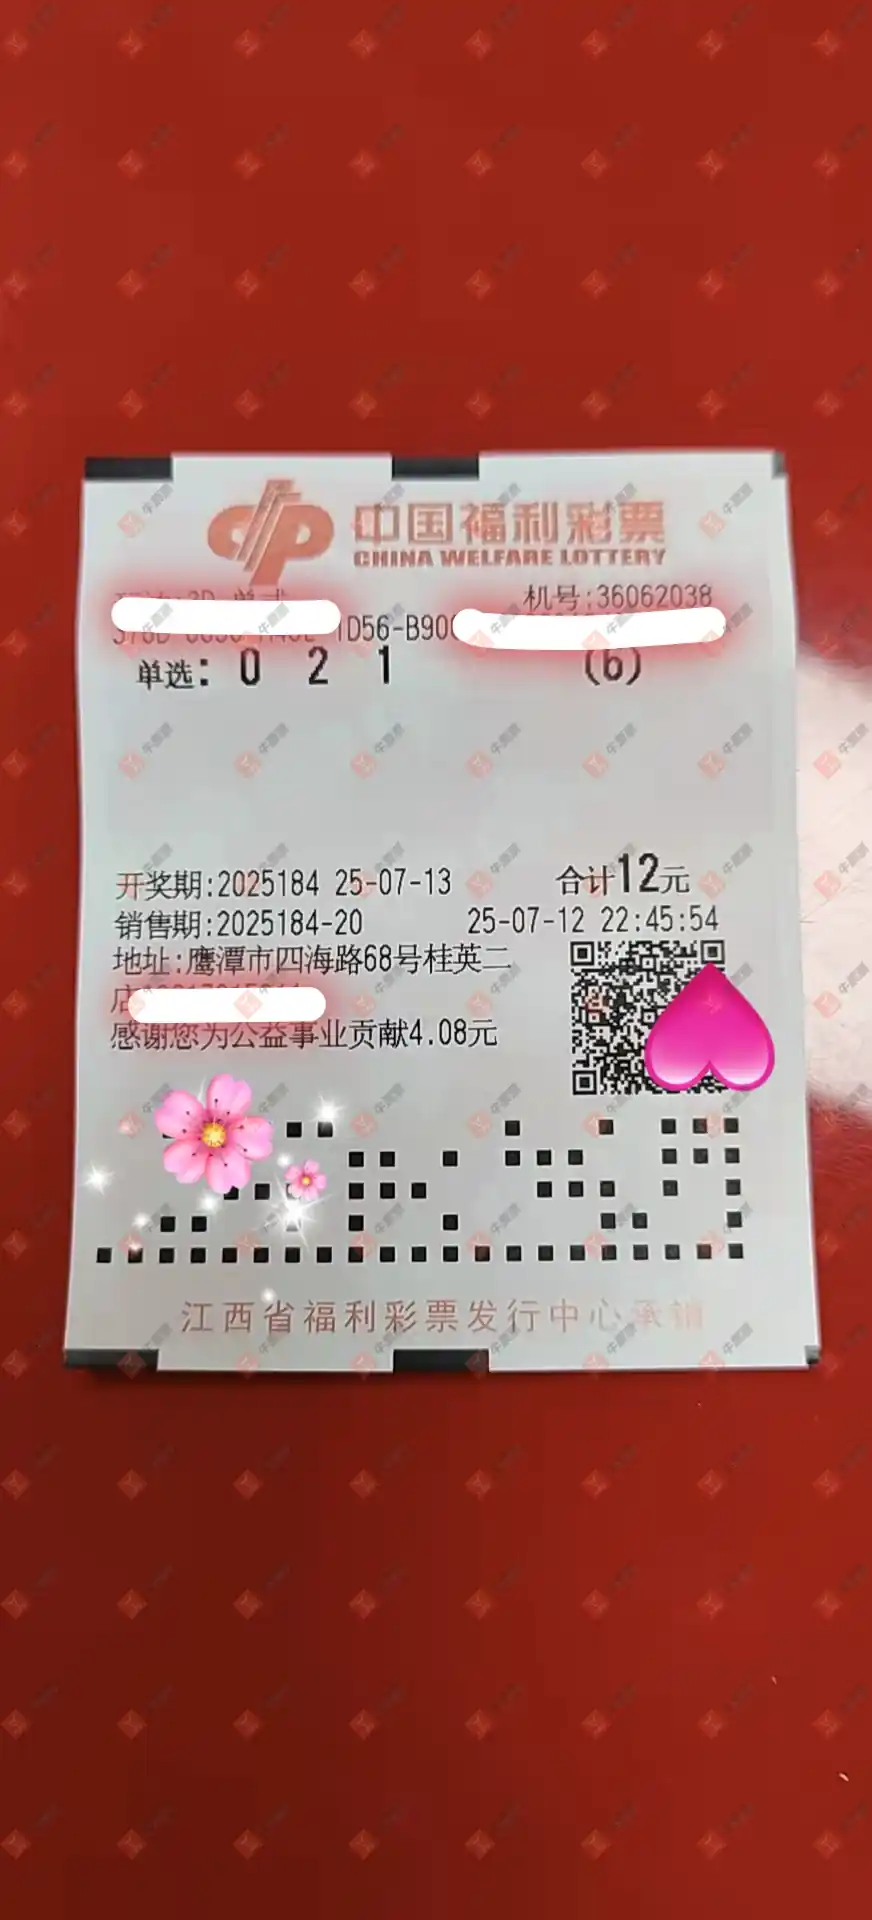 中国福利彩票
CHINA WELFARE LOTTERY
机号:36062038
1D56-B90
单选: 0 2 1 (6)
开奖期:2025184 25-07-13 合计12元
销售期:2025184-20 25-07-12 22:45:54
地址:鹰潭市四海路68号桂英二
店
感谢您为公益事业贡献4.08元
江西省福利彩票发行中心承销